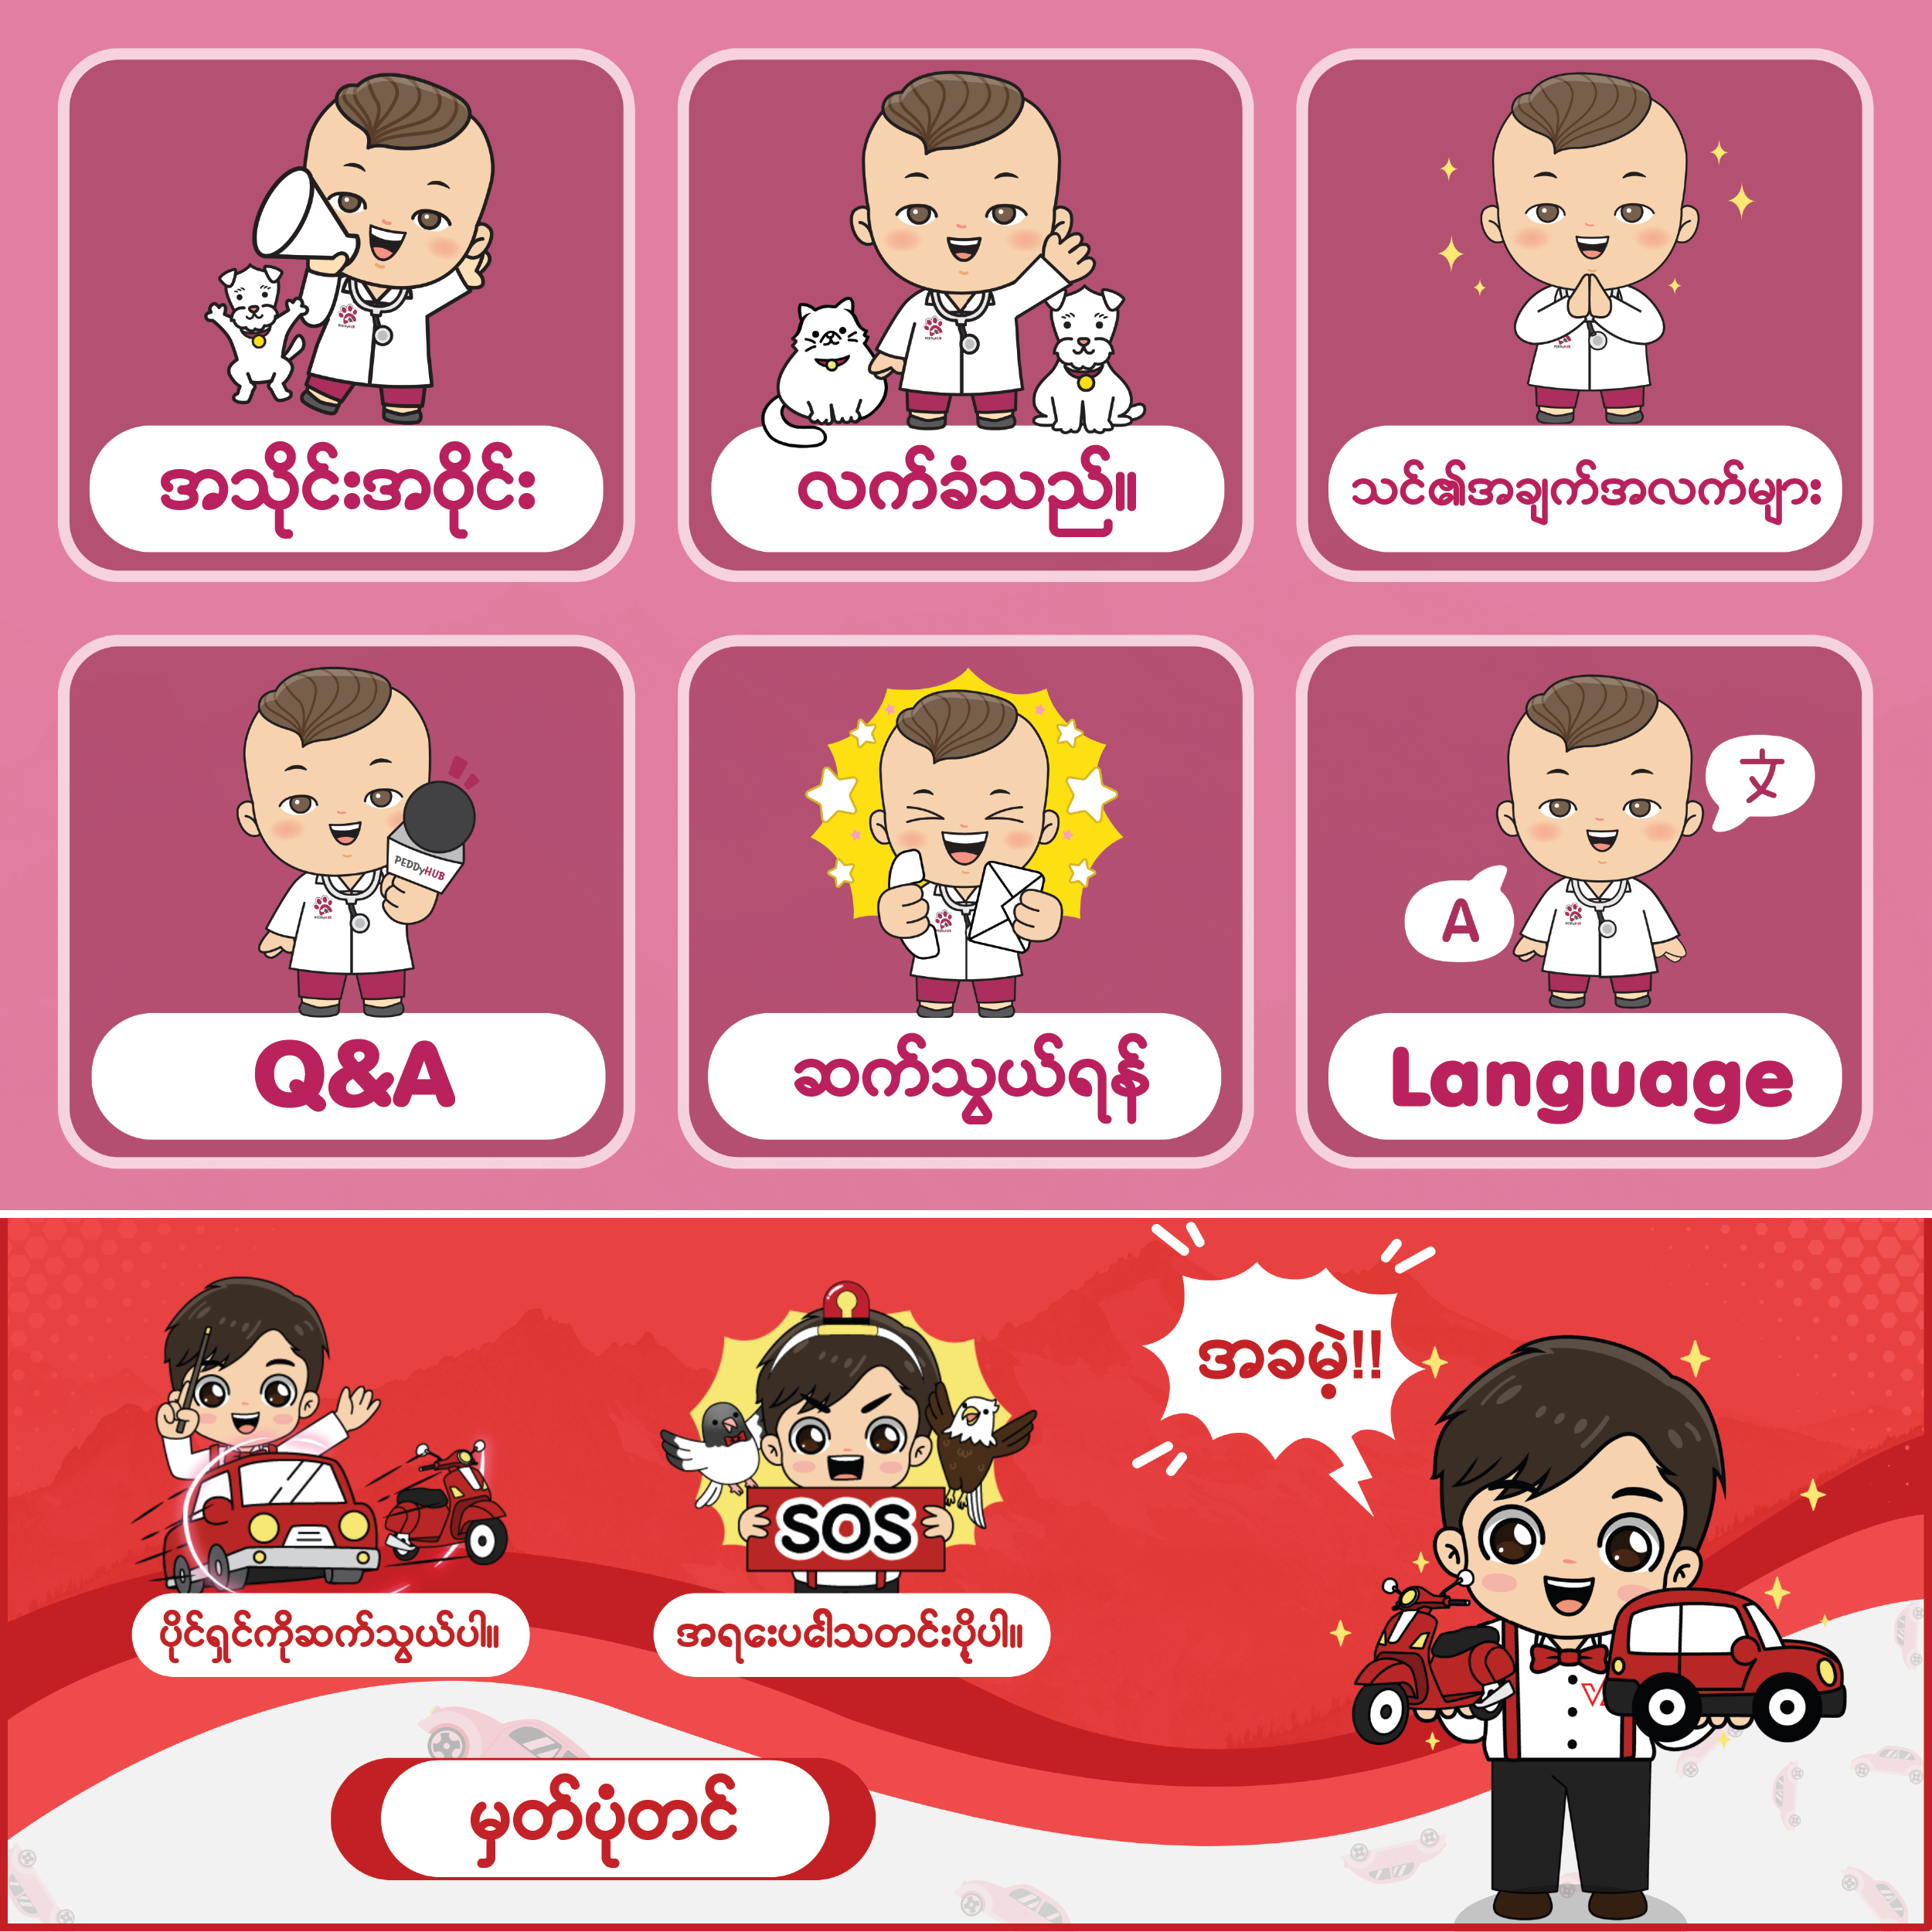 အသိုင်းအဝိုင်း
လက်ခံသည်။
သင်၏အချက်အလက်များ
PEDDyHUB
文
A
Q&A
ဆက်သွယ်ရန်
Language
အခမဲ့!!
SOS
ပိုင်ရှင်ကိုဆက်သွယ်ပါ။
အရေးပေါ်သတင်းပို့ပါ။
မှတ်ပုံတင်